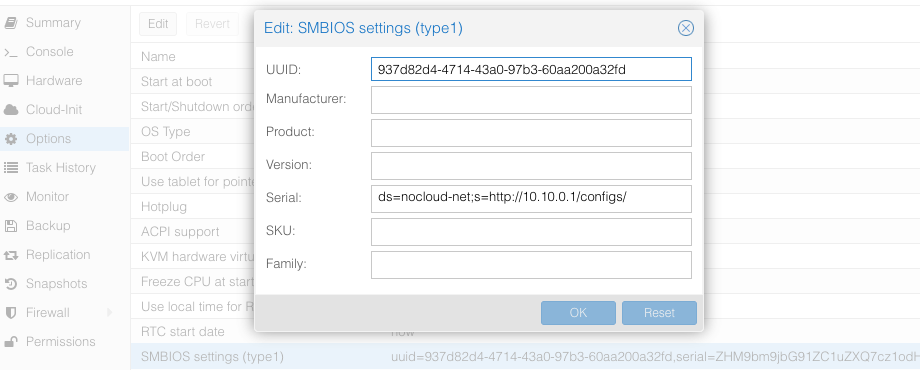 Summary
Console
Hardware
Cloud-Init
Options
Task History
Monitor
Backup
Replication
Snapshots
Firewall
Permissions
Edit
Revert
Name
Start at boot
Start/Shutdown ord
OS Type
Boot Order
Use tablet for pointe
Hotplug
ACPI support
KVM hardware virtu
Freeze CPU at start
Use local time for R
RTC start date
now
SMBIOS settings (type1)
uuid=937d82d4-4714-43a0-97b3-60aa200a32fd,serial=ZHM9bm9jbG91ZC1uZXQ7cz1odH
Edit: SMBIOS settings (type1)
UUID:
937d82d4-4714-43a0-97b3-60aa200a32fd
Manufacturer:
Product:
Version:
Serial:
ds=nocloud-net;s=http://10.10.0.1/configs/
SKU:
Family:
OK
Reset